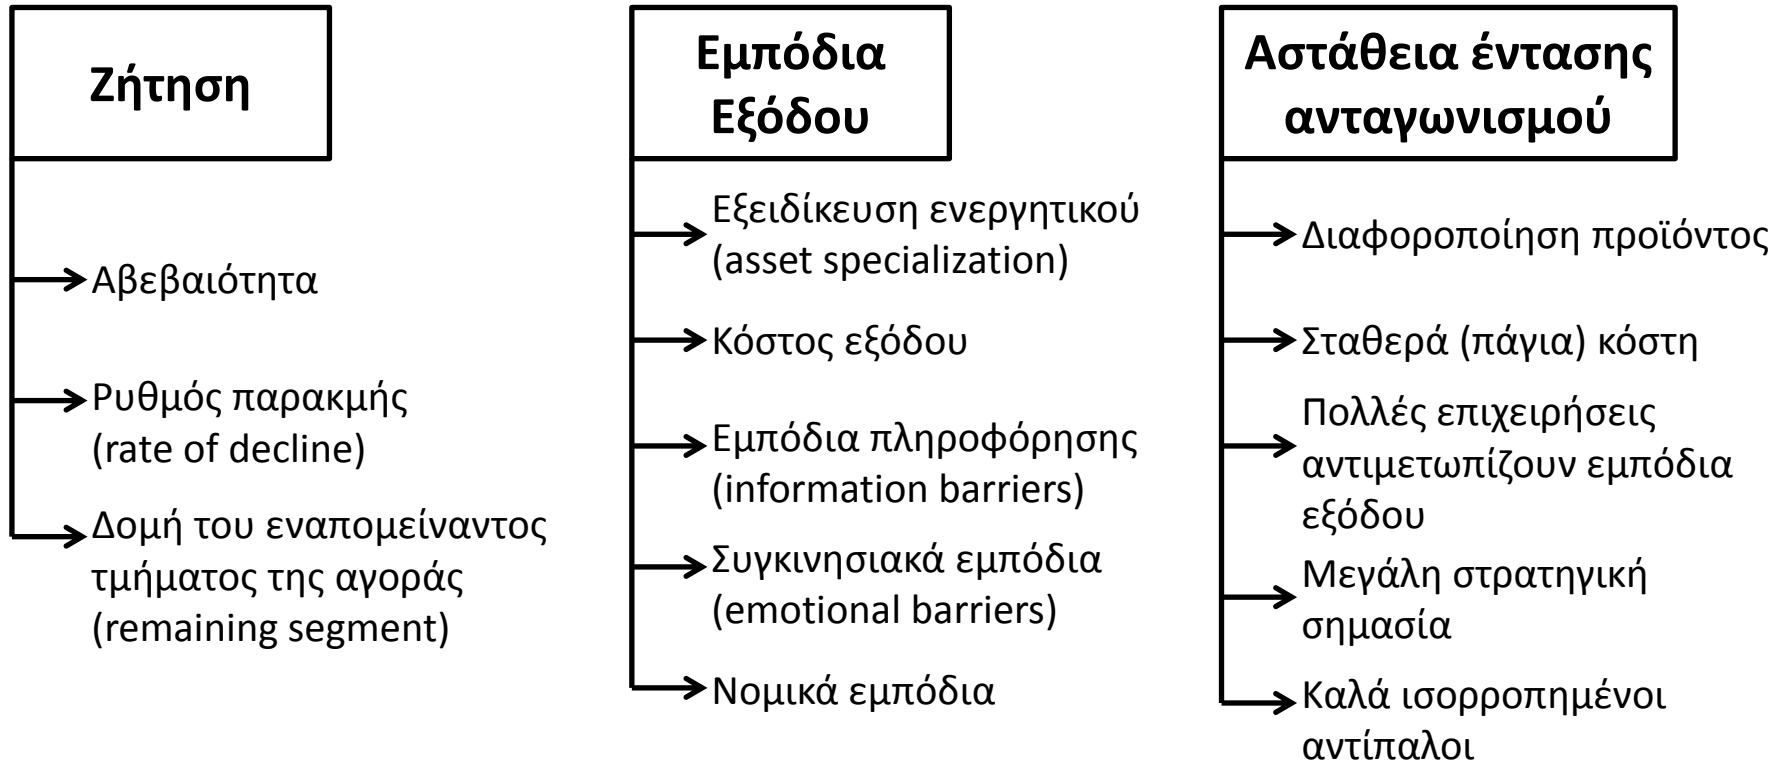 Ζήτηση
Αβεβαιότητα
Ρυθμός παρακμής
(rate of decline)
Δομή του εναπομείναντος
τμήματος της αγοράς
(remaining segment)
Εμπόδια
Εξόδου
Εξειδίκευση ενεργητικού
(asset specialization)
Κόστος εξόδου
Εμπόδια πληροφόρησης
(information barriers)
Συγκινησιακά εμπόδια
(emotional barriers)
Νομικά εμπόδια
Αστάθεια έντασης
ανταγωνισμού
Διαφοροποίηση προϊόντος
Σταθερά (πάγια) κόστη
Πολλές επιχειρήσεις
αντιμετωπίζουν εμπόδια
εξόδου
Μεγάλη στρατηγική
σημασία
Καλά ισορροπημένοι
αντίπαλοι